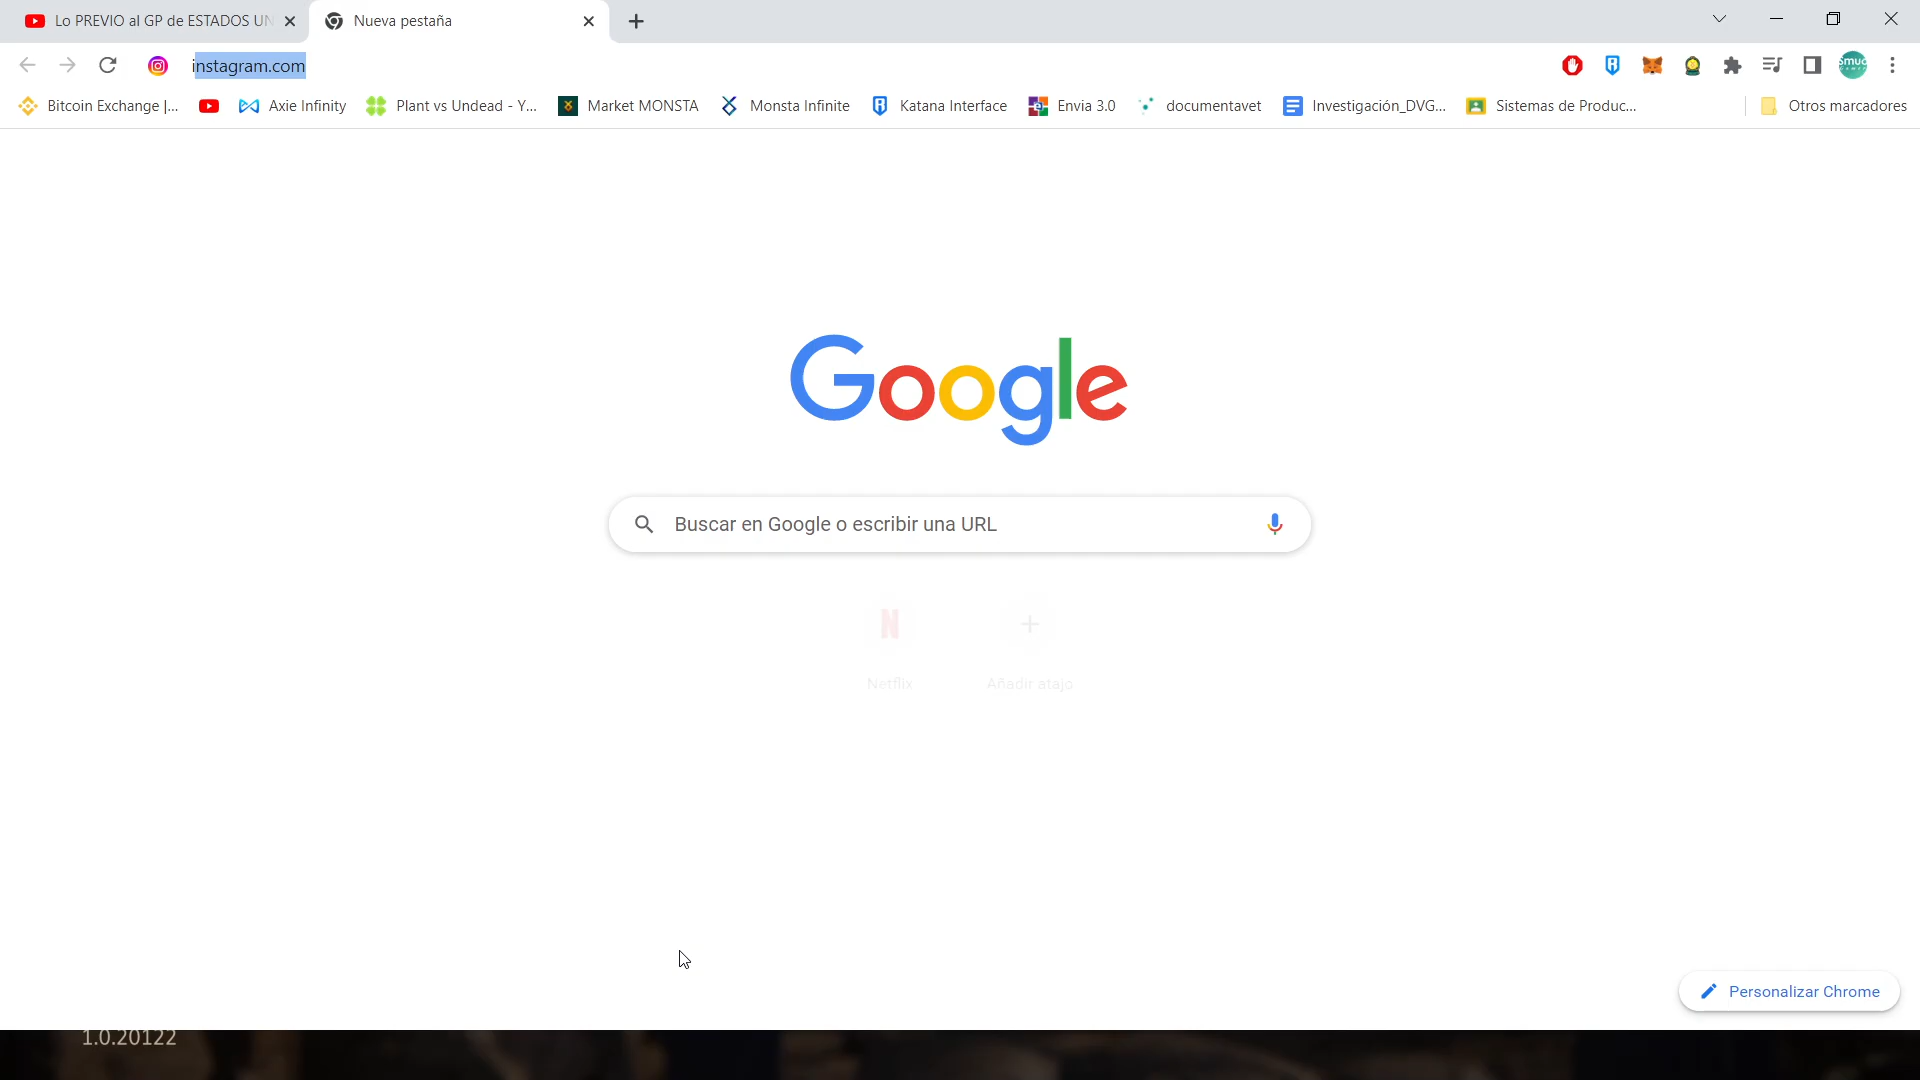 Lo PREVIO al GP de ESTADOS UN
Nueva pestaña
instagram.com
Bitcoin Exchange |...
Axie Infinity
Plant vs Undead - Y...
Market MONSTA
Monsta Infinite
Katana Interface
Envia 3.0
documentavet
Investigación_DVG...
Sistemas de Produc...
Otros marcadores
Google
Buscar en Google o escribir una URL
N
Netflix
Añadir atajo
Personalizar Chrome
1.0.20122